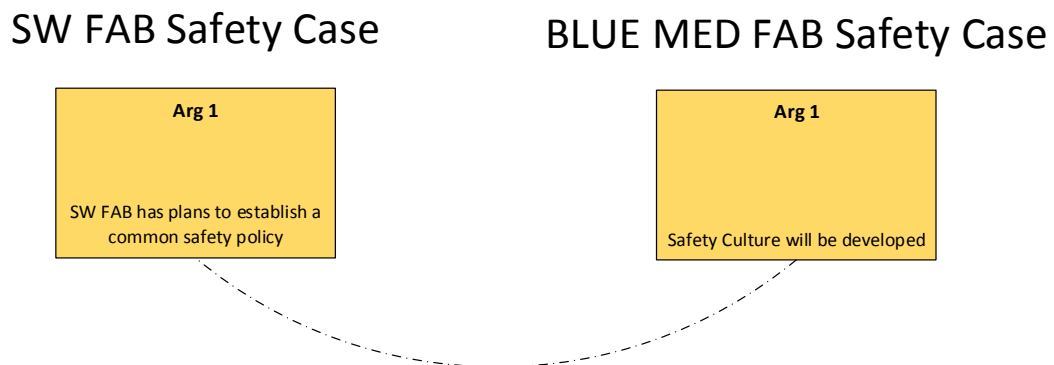 SW FAB Safety Case
BLUE MED FAB Safety Case
Arg 1
SW FAB has plans to establish a
common safety policy
Arg 1
Safety Culture will be developed